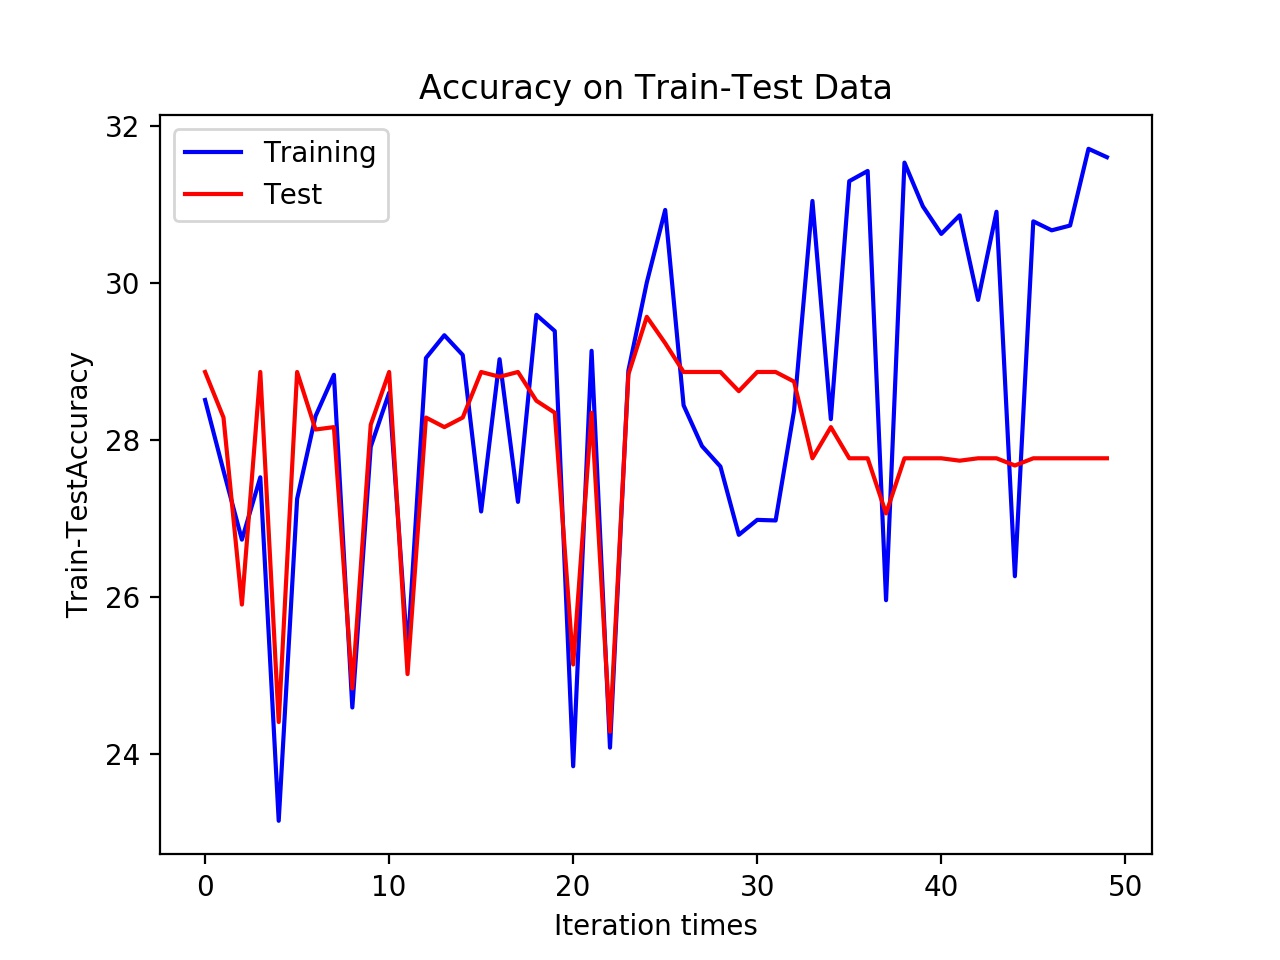 Accuracy on Train-Test Data
Training
Test
32
30
28
26
24
Train-TestAccuracy
0 10 20 30 40 50
Iteration times